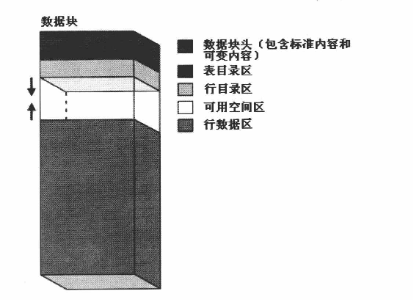 数据块
数据块头（包含标准内容和
可变内容）
表目录区
行目录区
可用空间区
行数据区